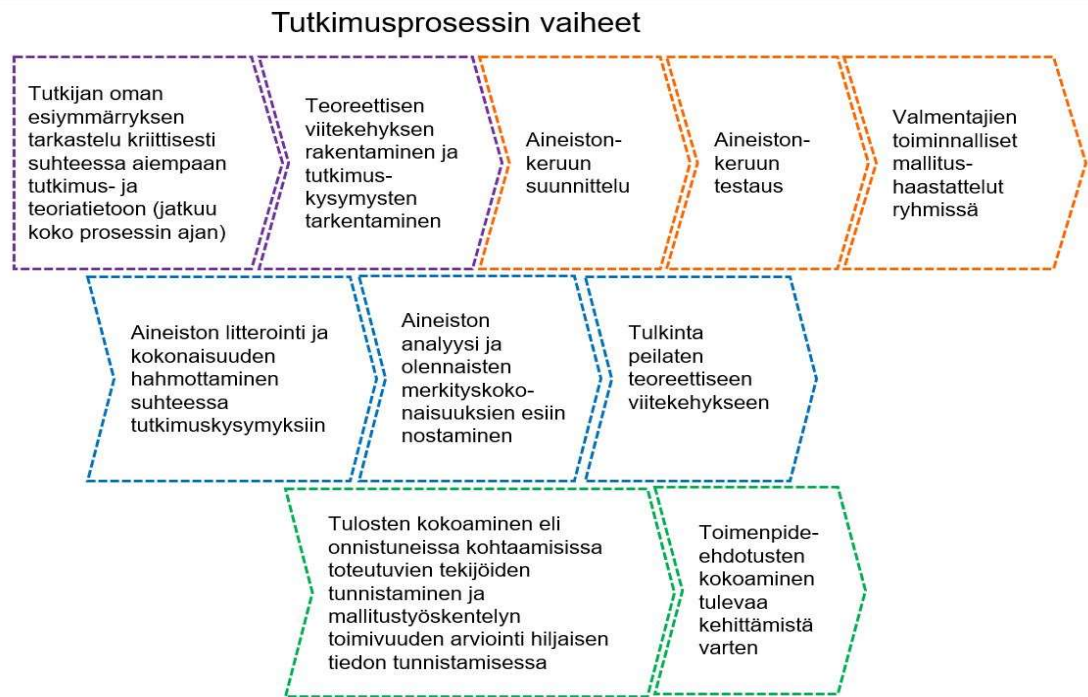 Tutkimusprosessin vaiheet
Tutkijan oman
esiymmärryksen
tarkastelu kriittisesti
suhteessa aiempaan
tutkimus- ja
teoriatietoon (jatkuu
koko prosessin ajan)
Teoreettisen
viitekehyksen
rakentaminen ja
tutkimus-
kysymysten
tarkentaminen
Aineiston-
keruun
suunnittelu
Aineiston-
keruun
testaus
Valmentajien
toiminnalliset
mallitus-
haastattelut
ryhmissä
Aineiston litterointi ja
kokonaisuuden
hahmottaminen
suhteessa
tutkimuskysymyksiin
Aineiston
analyysi ja
olennaisten
merkityskoko-
naisuuksien esiin
nostaminen
Tulkinta
peilaten
teoreettiseen
viitekehykseen
Tulosten kokoaminen eli
onnistuneissa kohtaamisissa
toteutuvien tekijöiden
tunnistaminen ja
mallitustyöskentelyn
toimivuuden arviointi hiljaisen
tiedon tunnistamisessa
Toimenpide-
ehdotusten
kokoaminen
tulevaa
kehittämistä
varten